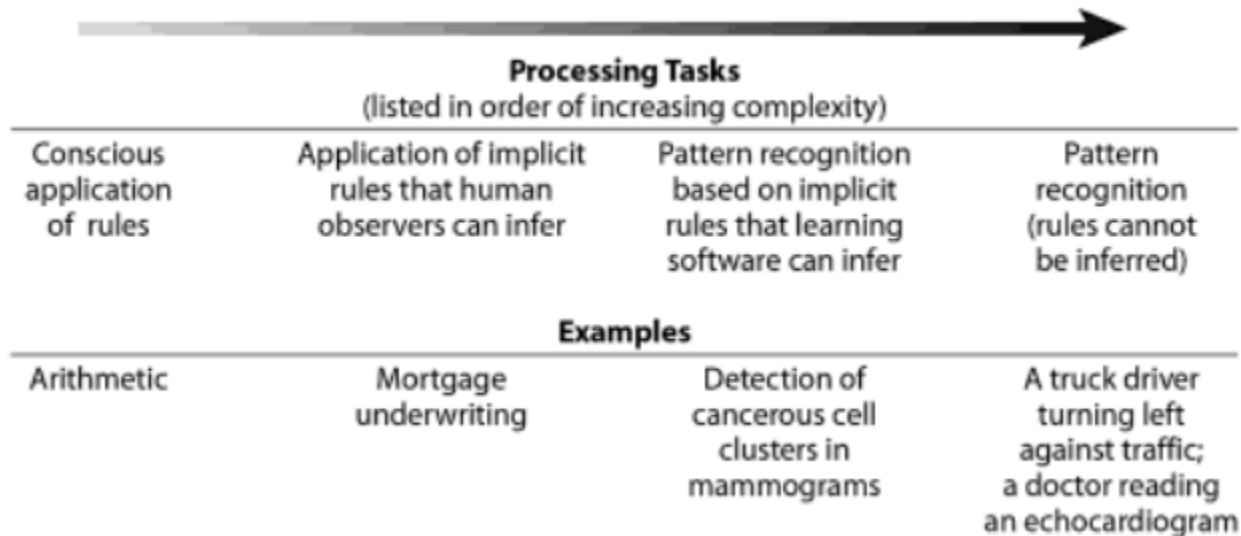 Processing Tasks
(listed in order of increasing complexity)
Conscious
application
of rules
Application of implicit
rules that human
observers can infer
Pattern recognition
based on implicit
rules that learning
software can infer
Pattern
recognition
(rules cannot
be inferred)
Examples
Arithmetic
Mortgage
underwriting
Detection of
cancerous cell
clusters in
mammograms
A truck driver
turning left
against traffic;
a doctor reading
an echocardiogram